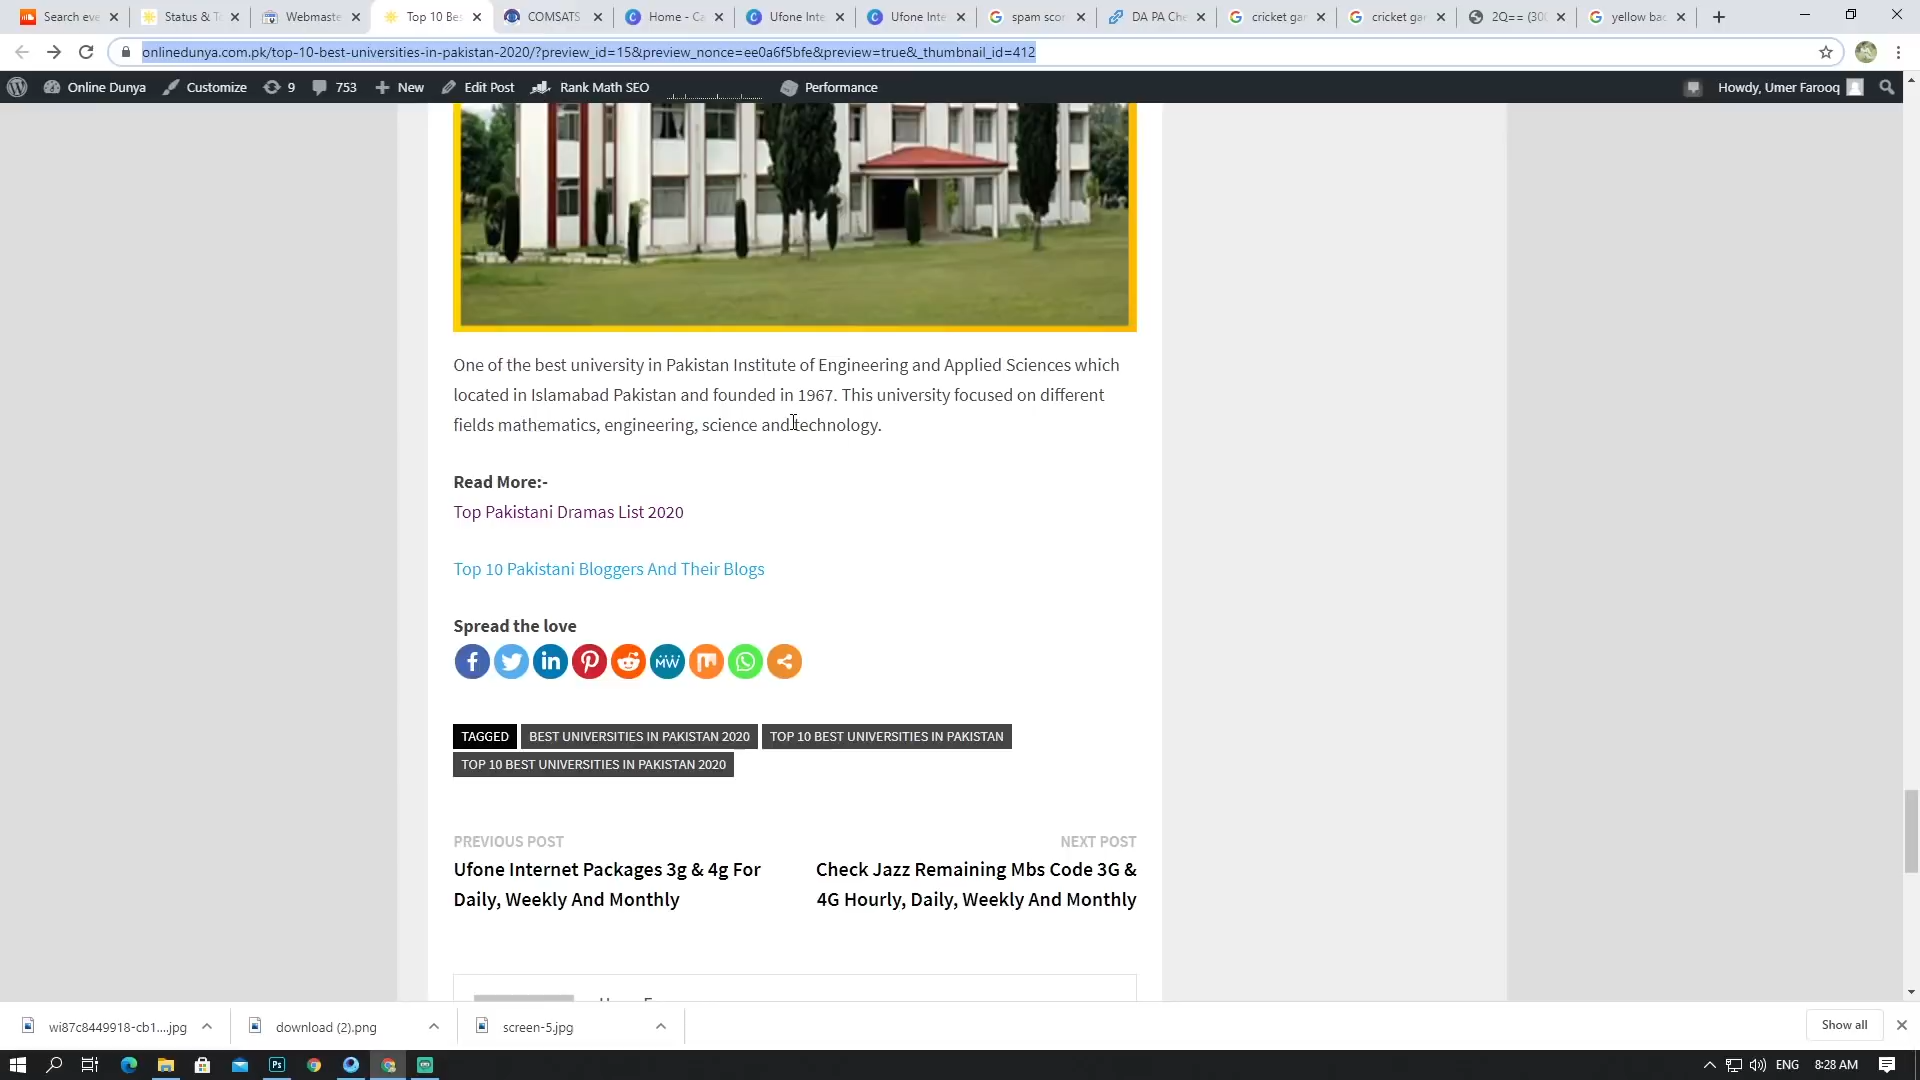 Search eve
Status & T
Webmaste
Top 10 Bes
COMSATS
Home - Ca
Ufone Inte
Ufone Inte
spam scor
DA PA Che
cricket gar
cricket gar
2Q== (300
yellow bac
onlinedunya.com.pk/top-10-best-universities-in-pakistan-2020/?preview_id=15&preview_nonce=ee0a6f5bfe&preview=true&_thumbnail_id=412
Online Dunya Customize 9 753 New Edit Post Rank Math SEO Performance Howdy, Umer Farooq
One of the best university in Pakistan Institute of Engineering and Applied Sciences which
located in Islamabad Pakistan and founded in 1967. This university focused on different
fields mathematics, engineering, science and technology.
Read More:-
Top Pakistani Dramas List 2020
Top 10 Pakistani Bloggers And Their Blogs
Spread the love
MW
TAGGED BEST UNIVERSITIES IN PAKISTAN 2020 TOP 10 BEST UNIVERSITIES IN PAKISTAN
TOP 10 BEST UNIVERSITIES IN PAKISTAN 2020
PREVIOUS POST
Ufone Internet Packages 3g & 4g For
Daily, Weekly And Monthly
NEXT POST
Check Jazz Remaining Mbs Code 3G &
4G Hourly, Daily, Weekly And Monthly
wi87c8449918-cb1....jpg
download (2).png
screen-5.jpg
Show all
Ps
ENG 8:28 AM